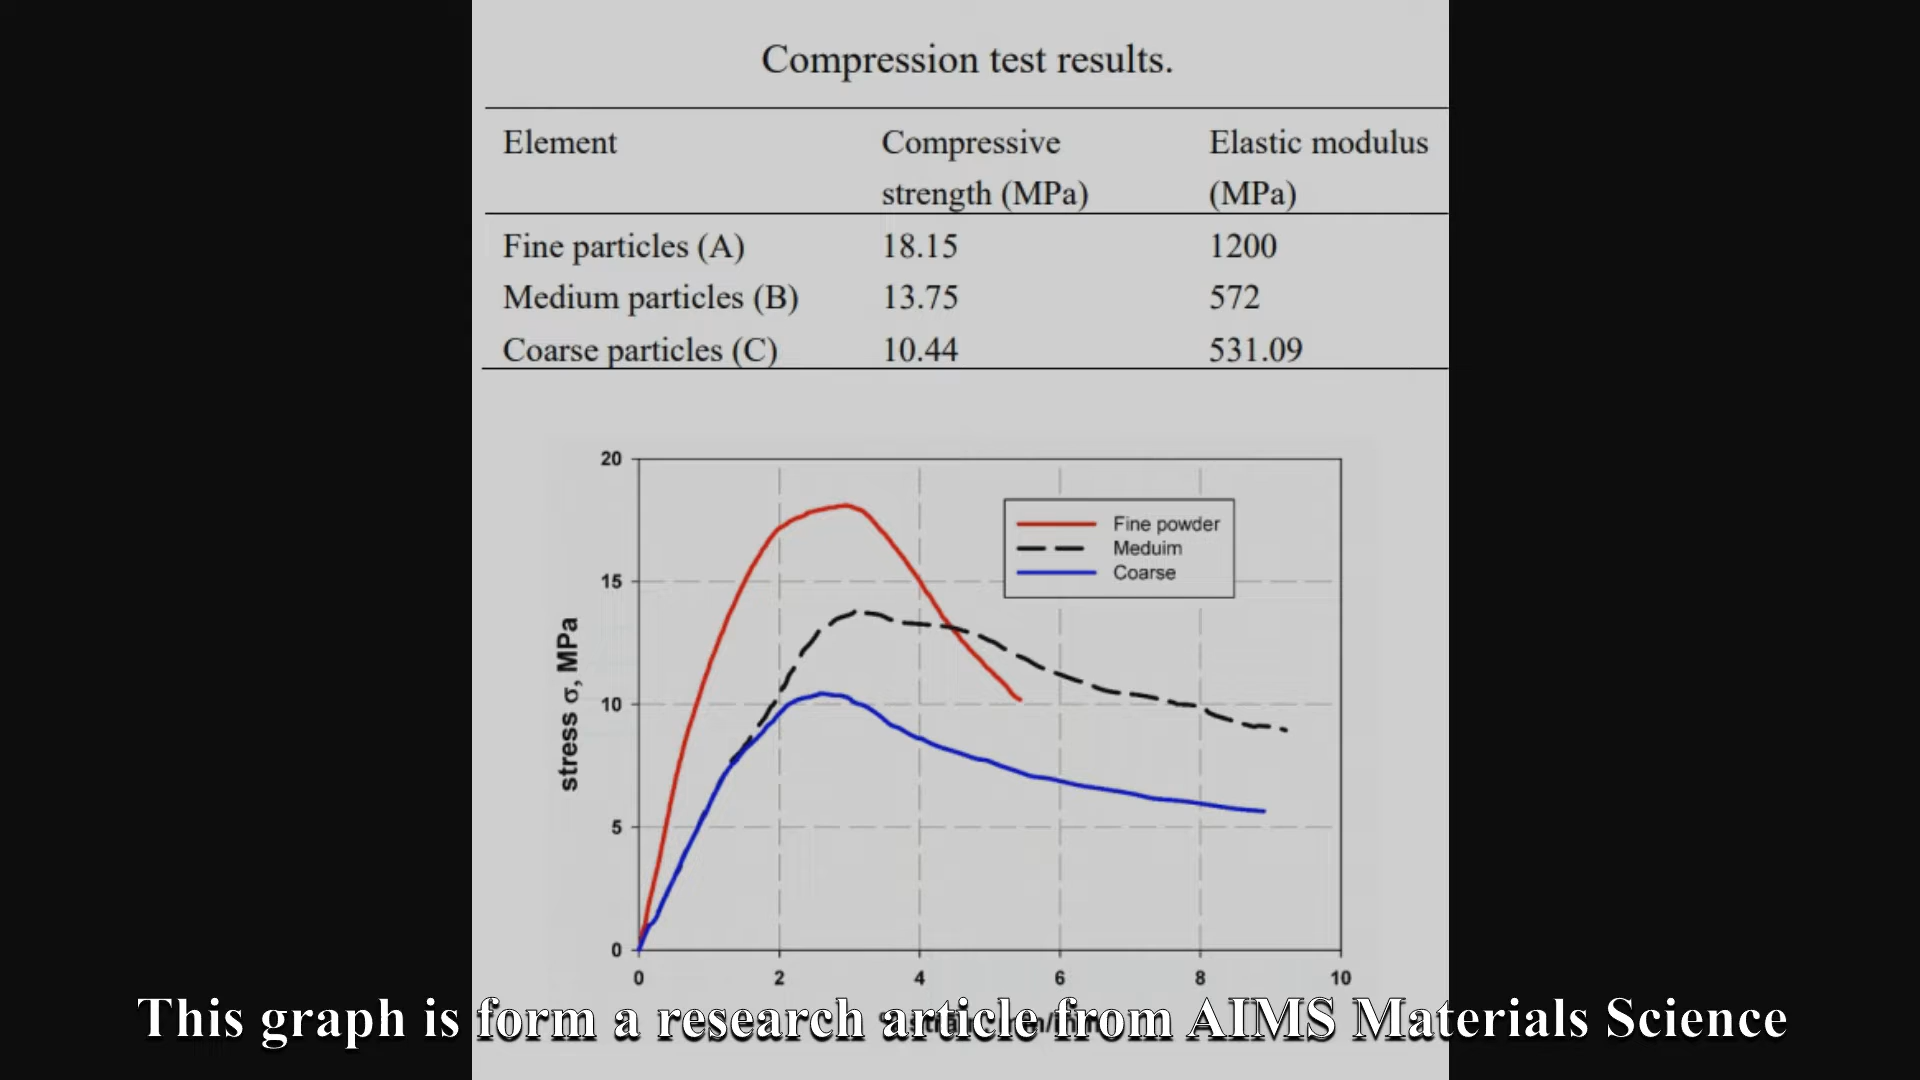 Compression test results.
Element Compressive Elastic modulus
strength (MPa) (MPa)
Fine particles (A) 18.15 1200
Medium particles (B) 13.75 572
Coarse particles (C) 10.44 531.09
20
Fine powder
Meduim
Coarse
15
stress σ, MPa
10
5
0
0 2 4 6 8 10
This graph is form a research article from AIMS Materials Science